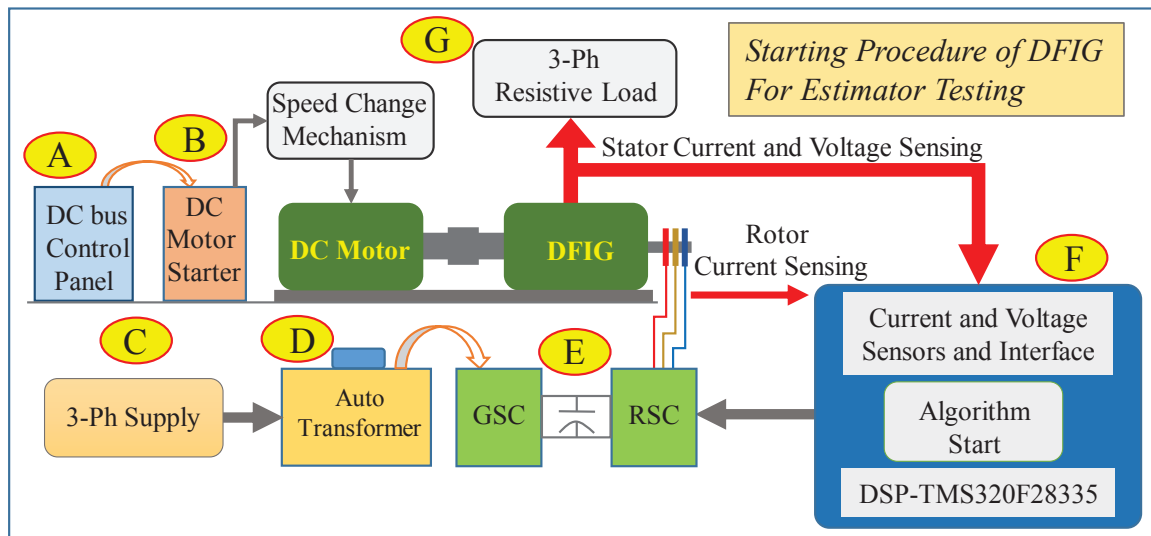 G
3-Ph
Resistive Load
Starting Procedure of DFIG
For Estimator Testing
Speed Change
Mechanism
A
B
Stator Current and Voltage Sensing
DC bus
Control
Panel
DC
Motor
Starter
DC Motor
DFIG
Rotor
Current Sensing
F
C
D
E
Current and Voltage
Sensors and Interface
3-Ph Supply
Auto
Transformer
GSC
RSC
Algorithm
Start
DSP-TMS320F28335